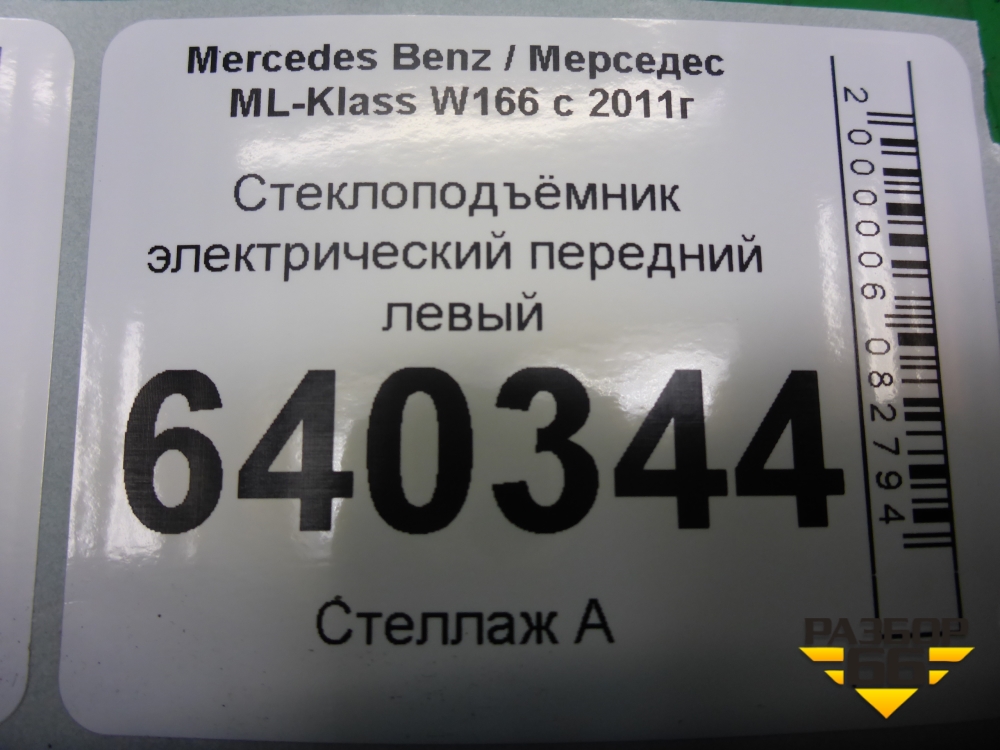 Mercedes Benz / Мерседес
ML-Klass W166 с 2011г
Стеклоподъёмник
электрический передний
левый
640344
Стеллаж А
2000006082794
РАЗБОР
66